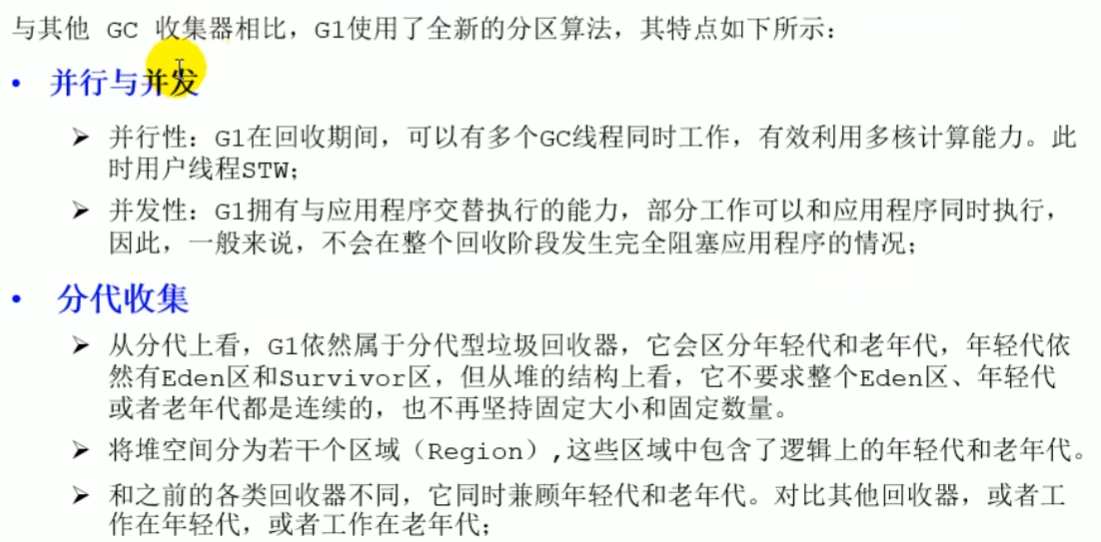 与其他 GC 收集器相比，G1使用了全新的分区算法，其特点如下所示：
• 并行与并发
➢ 并行性：G1在回收期间，可以有多个GC线程同时工作，有效利用多核计算能力。此
时用户线程STW；
➢ 并发性：G1拥有与应用程序交替执行的能力，部分工作可以和应用程序同时执行，
因此，一般来说，不会在整个回收阶段发生完全阻塞应用程序的情况；
• 分代收集
➢ 从分代上看，G1依然属于分代型垃圾回收器，它会区分年轻代和老年代，年轻代依
然有Eden区和Survivor区，但从堆的结构上看，它不要求整个Eden区、年轻代
或者老年代都是连续的，也不再坚持固定大小和固定数量。
➢ 将堆空间分为若干个区域（Region）,这些区域中包含了逻辑上的年轻代和老年代。
➢ 和之前的各类回收器不同，它同时兼顾年轻代和老年代。对比其他回收器，或者工
作在年轻代，或者工作在老年代；